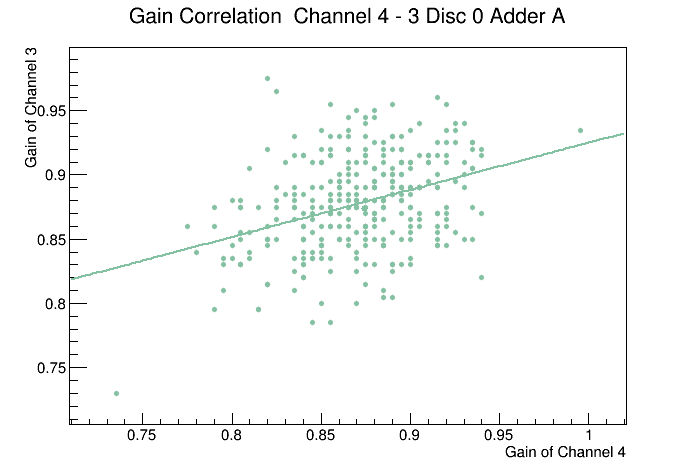 Gain Correlation  Channel 4 - 3 Disc 0 Adder A
Gain of Channel 3
0.95
0.9
0.85
0.8
0.75
0.75 0.8 0.85 0.9 0.95 1
Gain of Channel 4